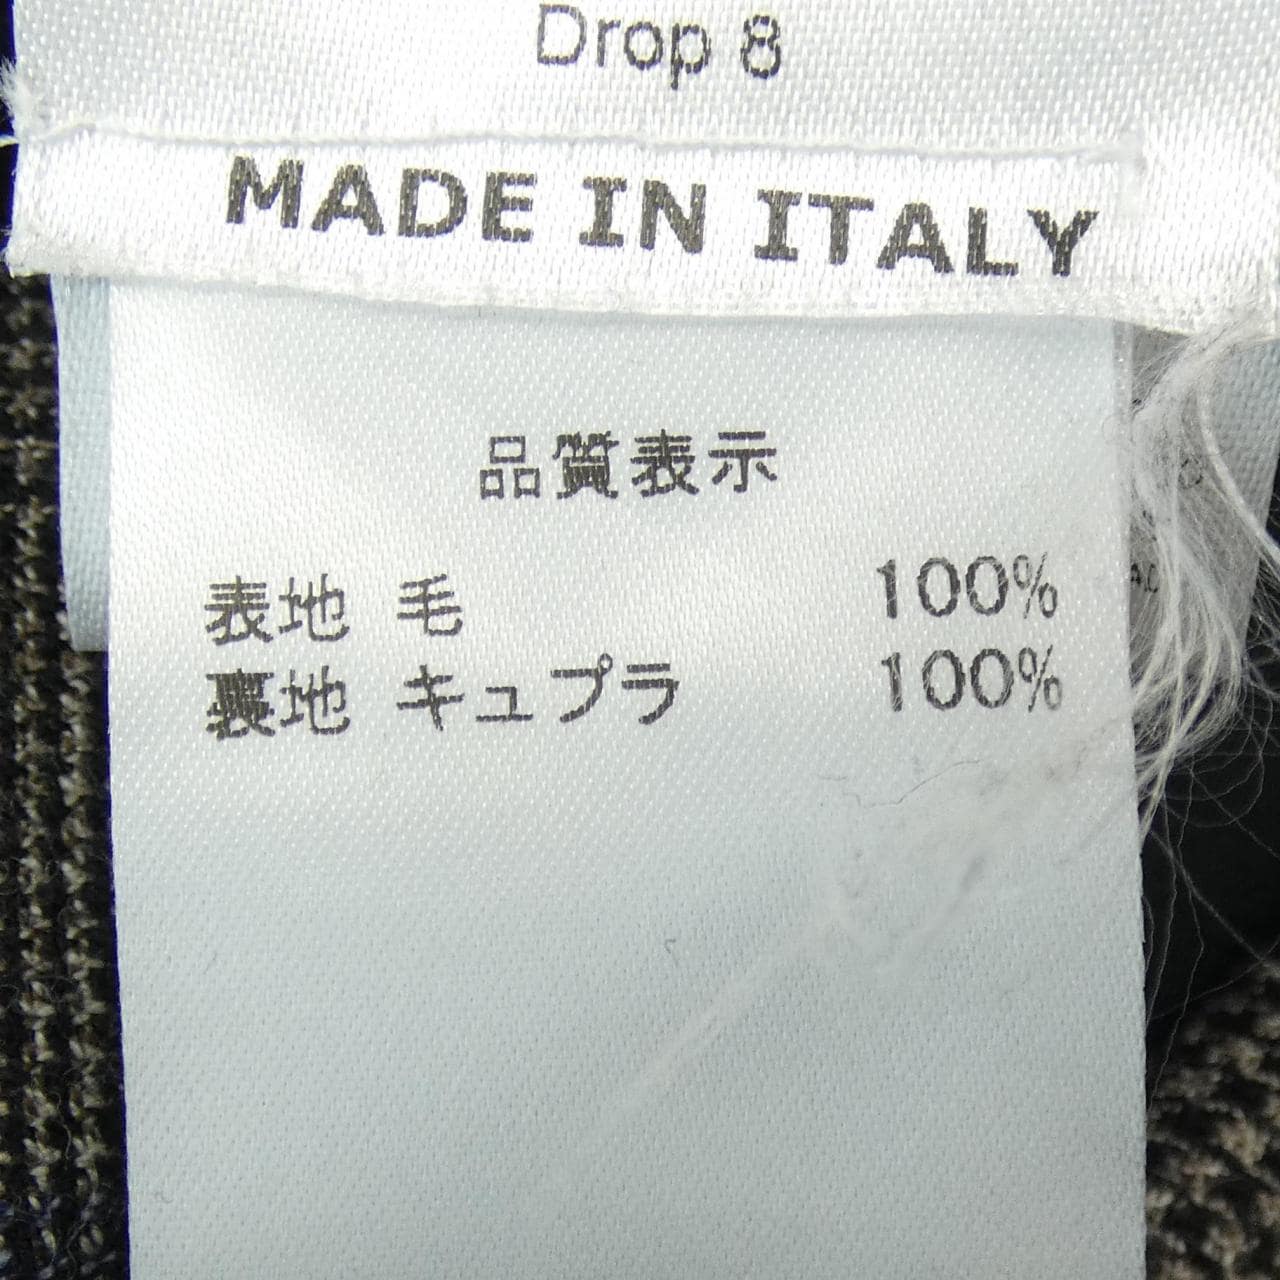 Drop 8
MADE IN ITALY
品質表示
表地 毛 100%
裏地 キュプラ 100%